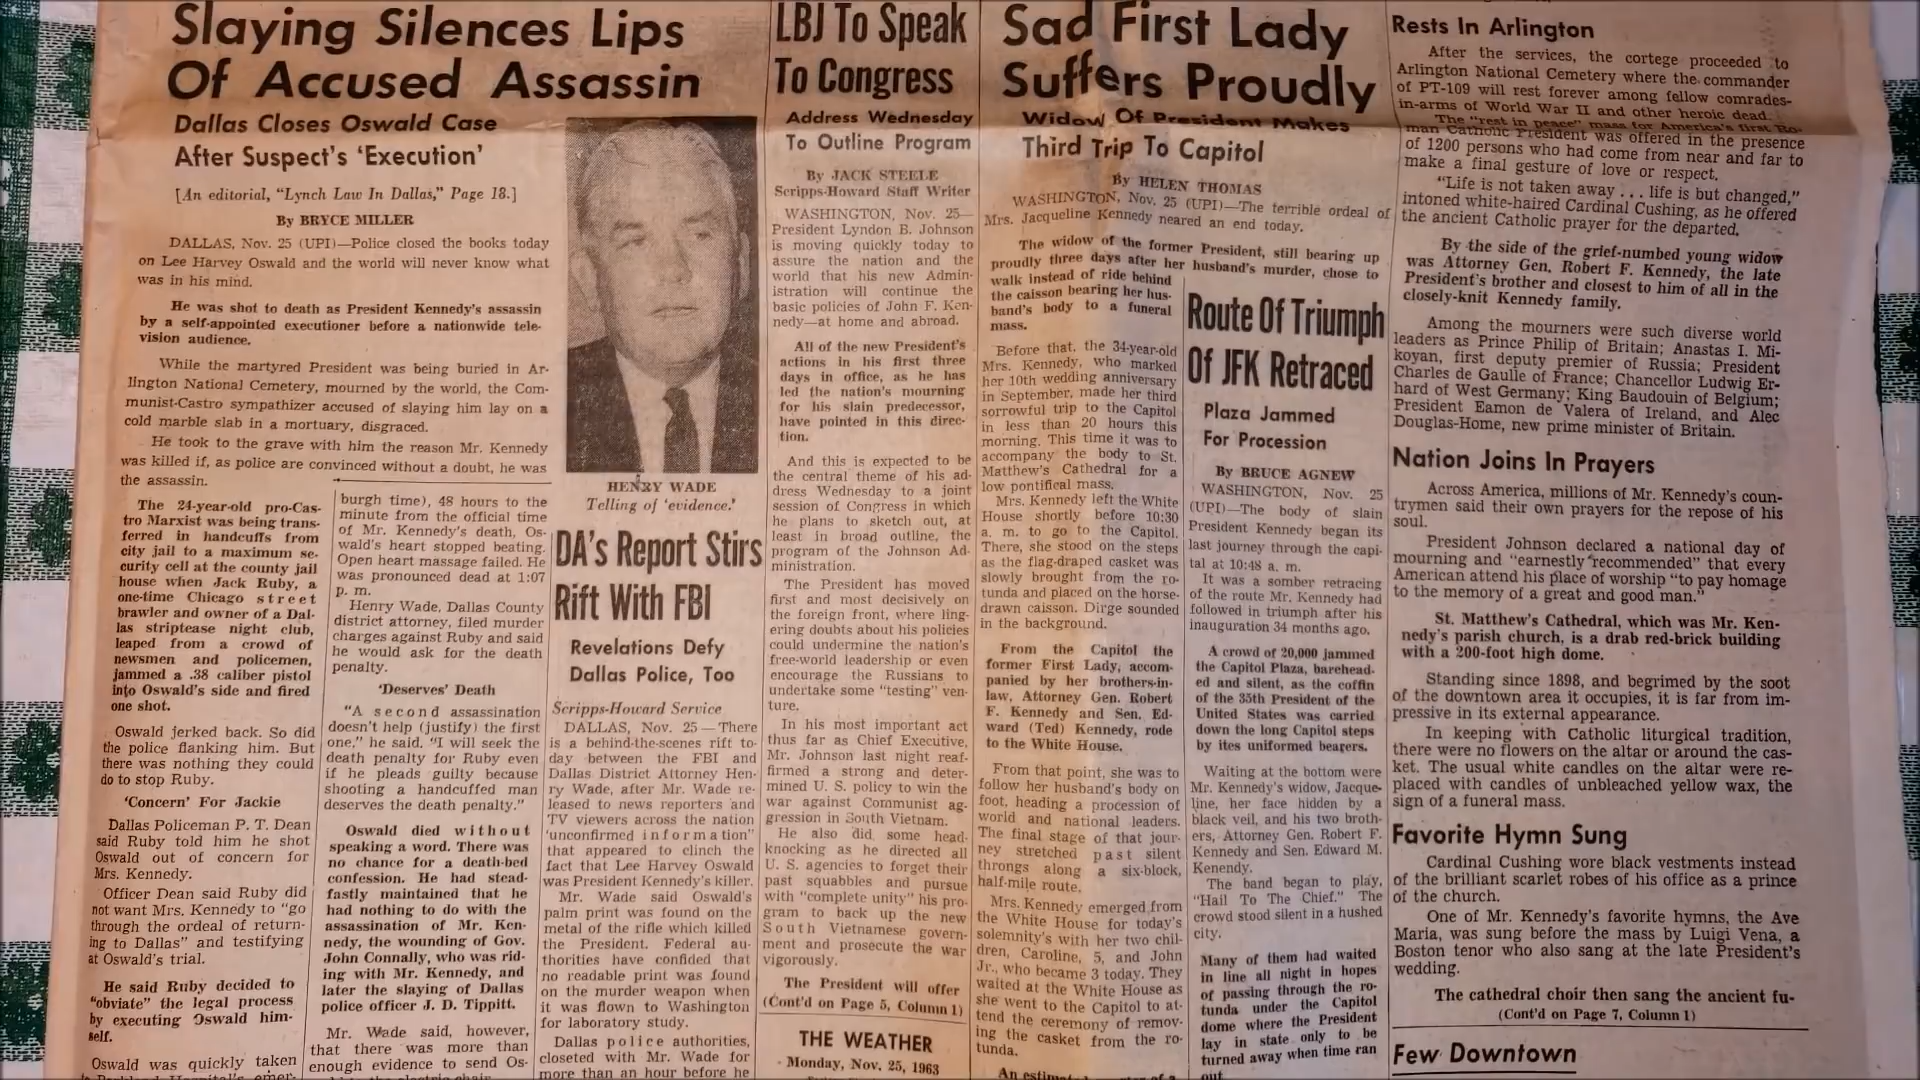 Slaying Silences Lips
Of Accused Assassin
Dallas Closes Oswald Case
After Suspect's 'Execution'
[An editorial, "Lynch Law In Dallas," Page 18.]
By BRYCE MILLER
DALLAS, Nov. 25 (UPI)—Police closed the books today
on Lee Harvey Oswald and the world will never know what
was in his mind.
He was shot to death as President Kennedy's assassin
by a self-appointed executioner before a nationwide tele-
vision audience.
While the martyred President was being buried in Ar-
lington National Cemetery, mourned by the world, the Com-
munist-Castro sympathizer accused of slaying him lay on a
cold marble slab in a mortuary, disgraced.
He took to the grave with him the reason Mr. Kennedy
was killed if, as police are convinced without a doubt, he was
the assassin.
The 24-year-old pro-Cas-
tro Marxist was being trans-
ferred in handcuffs from
city jail to a maximum se-
curity cell at the county jail
house when Jack Ruby, a
one-time Chicago street
brawler and owner of a Dal-
las striptease night club,
leaped from a crowd of
newsmen and policemen,
jammed a .38 caliber pistol
into Oswald's side and fired
one shot.
Oswald jerked back. So did
the police flanking him. But
there was nothing they could
do to stop Ruby.
'Concern' For Jackie
Dallas Policeman P. T. Dean
said Ruby told him he shot
Oswald out of concern for
Mrs. Kennedy.
Officer Dean said Ruby did
not want Mrs. Kennedy to "go
through the ordeal of return-
ing to Dallas" and testifying
at Oswald's trial.
He said Ruby decided to
"obviate" the legal process
by executing Oswald him-
self.
Oswald was quickly taken
burgh time), 48 hours to the
minute from the official time
of Mr. Kennedy's death, Os-
wald's heart stopped beating.
Open heart massage failed. He
was pronounced dead at 1:07
p. m.
Henry Wade, Dallas County
district attorney, filed murder
charges against Ruby and said
he would ask for the death
penalty.
'Deserves' Death
"A second assassination
doesn't help (justify) the first
one," he said. "I will seek the
death penalty for Ruby even
if he pleads guilty because
shooting a handcuffed man
deserves the death penalty."
Oswald died without
speaking a word. There was
no chance for a death-bed
confession. He had stead-
fastly maintained that he
had nothing to do with the
assassination of Mr. Ken-
nedy, the wounding of Gov.
John Connally, who was rid-
ing with Mr. Kennedy, and
later the slaying of Dallas
police officer J. D. Tippitt.
Mr. Wade said, however,
that there was more than
enough evidence to send Os-
HENRY WADE
Telling of 'evidence.'
DA's Report Stirs
Rift With FBI
Revelations Defy
Dallas Police, Too
Scripps-Howard Service
DALLAS, Nov. 25 — There
is a behind-the-scenes rift to-
day between the FBI and
Dallas District Attorney Hen-
ry Wade, after Mr. Wade re-
leased to news reporters and
TV viewers across the nation
"unconfirmed information"
that appeared to clinch the
fact that Lee Harvey Oswald
was President Kennedy's killer.
Mr. Wade said Oswald's
palm print was found on the
metal of the rifle which killed
the President. Federal au-
thorities have confided that
no readable print was found
on the murder weapon when
it was flown to Washington
for laboratory study.
Dallas police authorities,
closeted with Mr. Wade for
more than an hour before he
LBJ To Speak
To Congress
Address Wednesday
To Outline Program
By JACK STEELE
Scripps-Howard Staff Writer
WASHINGTON, Nov. 25—
President Lyndon B. Johnson
is moving quickly today to
assure the nation and the
world that his new Admin-
istration will continue the
basic policies of John F. Ken-
nedy—at home and abroad.
All of the new President's
actions in his first three
days in office, as he has
led the nation's mourning
for his slain predecessor,
have pointed in this direc-
tion.
And this is expected to be
the central theme of his ad-
dress Wednesday to a joint
session of Congress in which
he plans to sketch out, at
least in broad outline, the
program of the Johnson Ad-
ministration.
The President has moved
first and most decisively on
the foreign front, where ling-
ering doubts about his policies
could undermine the nation's
free-world leadership or even
encourage the Russians to
undertake some "testing" ven-
ture.
In his most important act
thus far as Chief Executive,
Mr. Johnson last night reaf-
firmed a strong and deter-
mined U. S. policy to win the
war against Communist ag-
gression in South Vietnam.
He also did some head-
knocking as he directed all
U. S. agencies to forget their
past squabbles and pursue
with "complete unity" his pro-
gram to back up the new
South Vietnamese govern-
ment and prosecute the war
vigorously.
The President will offer
(Cont'd on Page 5, Column 1)
THE WEATHER
Monday, Nov. 25, 1963
Sad First Lady
Suffers Proudly
Widow Of President Makes
Third Trip To Capitol
By HELEN THOMAS
WASHINGTON, Nov. 25 (UPI)—The terrible ordeal of
Mrs. Jacqueline Kennedy neared an end today.
The widow of the former President, still bearing up
proudly three days after her husband's murder, chose to
walk instead of ride behind
the caisson bearing her hus-
band's body to a funeral
mass.
Before that, the 34-year-old
Mrs. Kennedy, who marked
her 10th wedding anniversary
in September, made her third
sorrowful trip to the Capitol
in less than 20 hours this
morning. This time it was to
accompany the body to St.
Matthew's Cathedral for a
low pontifical mass.
Mrs. Kennedy left the White
House shortly before 10:30
a. m. to go to the Capitol.
There, she stood on the steps
as the flag-draped casket was
slowly brought from the ro-
tunda and placed on the horse-
drawn caisson. Dirge sounded
in the background.
From the Capitol the
former First Lady, accom-
panied by her brothers-in-
law, Attorney Gen. Robert
F. Kennedy and Sen. Ed-
ward (Ted) Kennedy, rode
to the White House.
From that point, she was to
follow her husband's body on
foot, heading a procession of
world and national leaders.
The final stage of that jour-
ney stretched past silent
throngs along a six-block,
half-mile route.
Mrs. Kennedy emerged from
the White House for today's
solemnity's with her two chil-
dren, Caroline, 5, and John
Jr., who became 3 today. They
waited at the White House as
she went to the Capitol to at-
tend the ceremony of remov-
ing the casket from the ro-
tunda.
Route Of Triumph
Of JFK Retraced
Plaza Jammed
For Procession
By BRUCE AGNEW
WASHINGTON, Nov. 25
(UPI)—The body of slain
President Kennedy began its
last journey through the capi-
tal at 10:48 a. m.
It was a somber retracing
of the route Mr. Kennedy had
followed in triumph after his
inauguration 34 months ago.
A crowd of 20,000 jammed
the Capitol Plaza, barehead-
ed and silent, as the coffin
of the 35th President of the
United States was carried
down the long Capitol steps
by ites uniformed bearers.
Waiting at the bottom were
Mr. Kennedy's widow, Jacque-
line, her face hidden by a
black veil, and his two broth-
ers, Attorney Gen. Robert F.
Kennedy and Sen. Edward M.
Kenendy.
The band began to play,
"Hail To The Chief." The
crowd stood silent in a hushed
city.
Many of them had waited
in line all night in hopes
of passing through the ro-
tunda under the Capitol
dome where the President
lay in state only to be
turned away when time ran
out.
Rests In Arlington
After the services, the cortege proceeded to
Arlington National Cemetery where the commander
of PT-109 will rest forever among fellow comrades-
in-arms of World War II and other heroic dead.
The "rest in peace" mass for America's first Ro-
man Catholic President was offered in the presence
of 1200 persons who had come from near and far to
make a final gesture of love or respect.
"Life is not taken away . . . life is but changed,"
intoned white-haired Cardinal Cushing, as he offered
the ancient Catholic prayer for the departed.
By the side of the grief-numbed young widow
was Attorney Gen. Robert F. Kennedy, the late
President's brother and closest to him of all in the
closely-knit Kennedy family.
Among the mourners were such diverse world
leaders as Prince Philip of Britain; Anastas I. Mi-
koyan, first deputy premier of Russia; President
Charles de Gaulle of France; Chancellor Ludwig Er-
hard of West Germany; King Baudouin of Belgium;
President Eamon de Valera of Ireland, and Alec
Douglas-Home, new prime minister of Britain.
Nation Joins In Prayers
Across America, millions of Mr. Kennedy's coun-
trymen said their own prayers for the repose of his
soul.
President Johnson declared a national day of
mourning and "earnestly recommended" that every
American attend his place of worship "to pay homage
to the memory of a great and good man."
St. Matthew's Cathedral, which was Mr. Ken-
nedy's parish church, is a drab red-brick building
with a 200-foot high dome.
Standing since 1898, and begrimed by the soot
of the downtown area it occupies, it is far from im-
pressive in its external appearance.
In keeping with Catholic liturgical tradition,
there were no flowers on the altar or around the cas-
ket. The usual white candles on the altar were re-
placed with candles of unbleached yellow wax, the
sign of a funeral mass.
Favorite Hymn Sung
Cardinal Cushing wore black vestments instead
of the brilliant scarlet robes of his office as a prince
of the church.
One of Mr. Kennedy's favorite hymns, the Ave
Maria, was sung before the mass by Luigi Vena, a
Boston tenor who also sang at the late President's
wedding.
The cathedral choir then sang the ancient fu-
(Cont'd on Page 7, Column 1)
Few Downtown